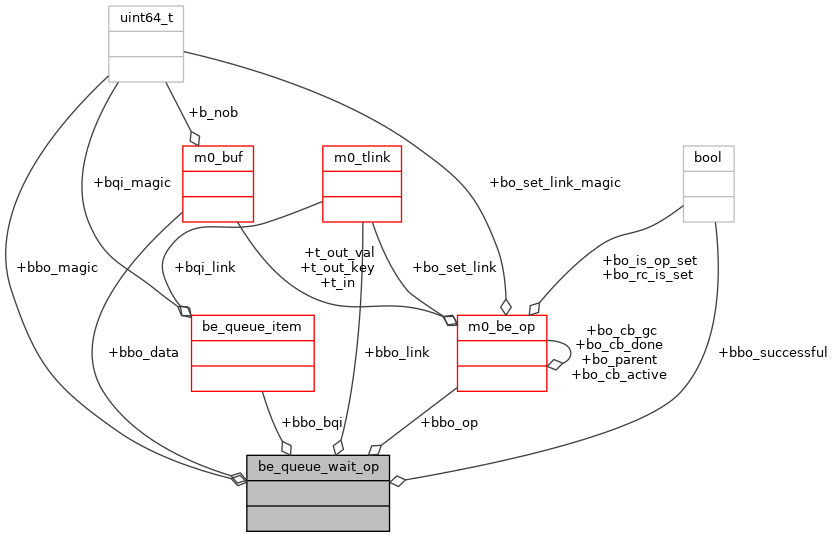 uint64_t
+b_nob
m0_buf
m0_tlink
bool
+bqi_magic
+bo_set_link_magic
+t_out_val
+t_out_key
+t_in
+bo_is_op_set
+bo_rc_is_set
+bbo_magic
+bqi_link
+bo_set_link
be_queue_item
m0_be_op
+bo_cb_gc
+bo_cb_done
+bo_parent
+bo_cb_active
+bbo_data
+bbo_link
+bbo_successful
+bbo_bqi
+bbo_op
be_queue_wait_op